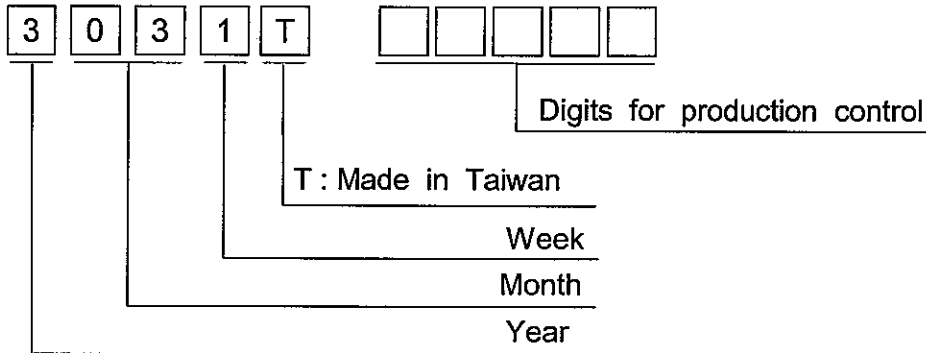 3 0 3 1 T
Digits for production control
T : Made in Taiwan
Week
Month
Year